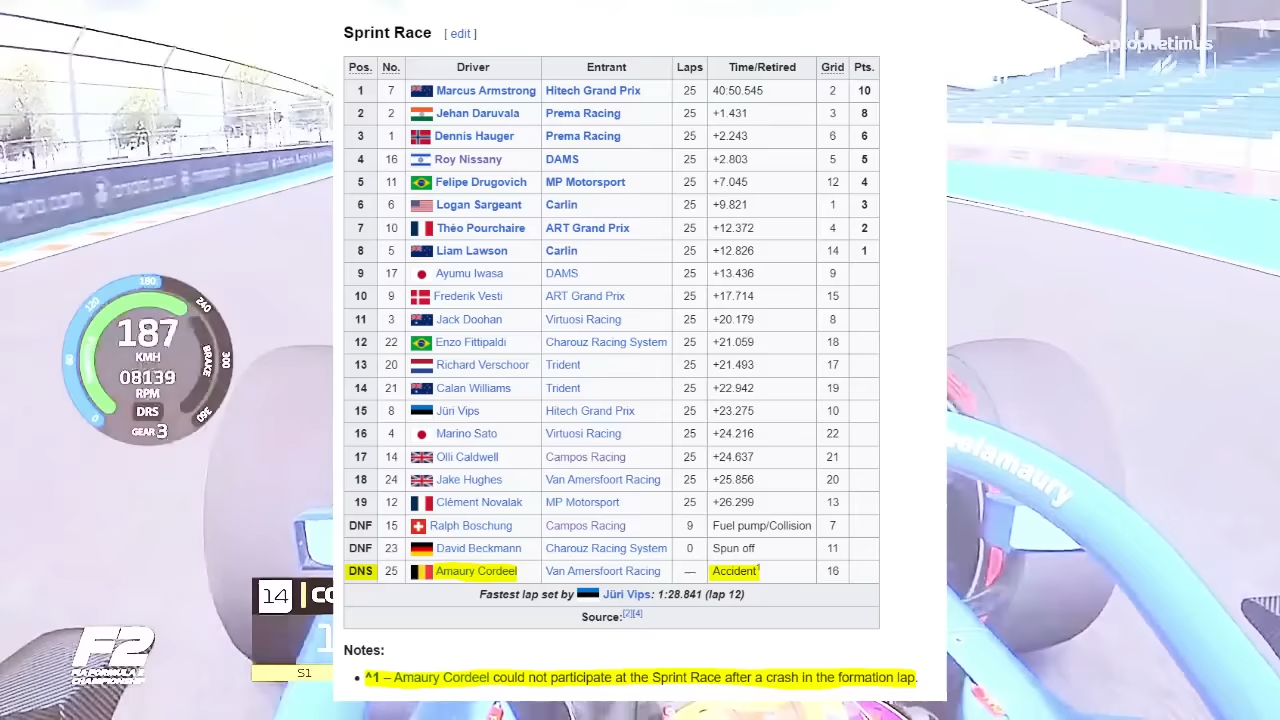 Sprint Race [ edit ]
prophetimus
Pos. No. Driver Entrant Laps Time/Retired Grid Pts.
1 7 Marcus Armstrong Hitech Grand Prix 25 40:50.545 2 10
2 2 Jehan Daruvala Prema Racing 25 +1.431 3 8
3 1 Dennis Hauger Prema Racing 25 +2.243 6 6
4 16 Roy Nissany DAMS 25 +2.803 5 5
5 11 Felipe Drugovich MP Motorsport 25 +7.045 12 4
6 6 Logan Sargeant Carlin 25 +9.821 1 3
7 10 Théo Pourchaire ART Grand Prix 25 +12.372 4 2
8 5 Liam Lawson Carlin 25 +12.826 14 1
9 17 Ayumu Iwasa DAMS 25 +13.436 9
10 9 Frederik Vesti ART Grand Prix 25 +17.714 15
11 3 Jack Doohan Virtuosi Racing 25 +20.179 8
12 22 Enzo Fittipaldi Charouz Racing System 25 +21.059 18
13 20 Richard Verschoor Trident 25 +21.493 17
14 21 Calan Williams Trident 25 +22.942 19
15 8 Jüri Vips Hitech Grand Prix 25 +23.275 10
16 4 Marino Sato Virtuosi Racing 25 +24.216 22
17 14 Olli Caldwell Campos Racing 25 +24.637 21
18 24 Jake Hughes Van Amersfoort Racing 25 +25.856 20
19 12 Clément Novalak MP Motorsport 25 +26.299 13
DNF 15 Ralph Boschung Campos Racing 9 Fuel pump/Collision 7
DNF 23 David Beckmann Charouz Racing System 0 Spun off 11
DNS 25 Amaury Cordeel Van Amersfoort Racing — Accident¹ 16
Fastest lap set by Jüri Vips: 1:28.841 (lap 12)
Source:[2][4]
Notes:
• ^1 – Amaury Cordeel could not participate at the Sprint Race after a crash in the formation lap.
0 60 120 180 240 300 360
187
KMH
08139
RPM
DRS
GEAR 3
BRAKE
14 CO
1
S1
F2
alamaury